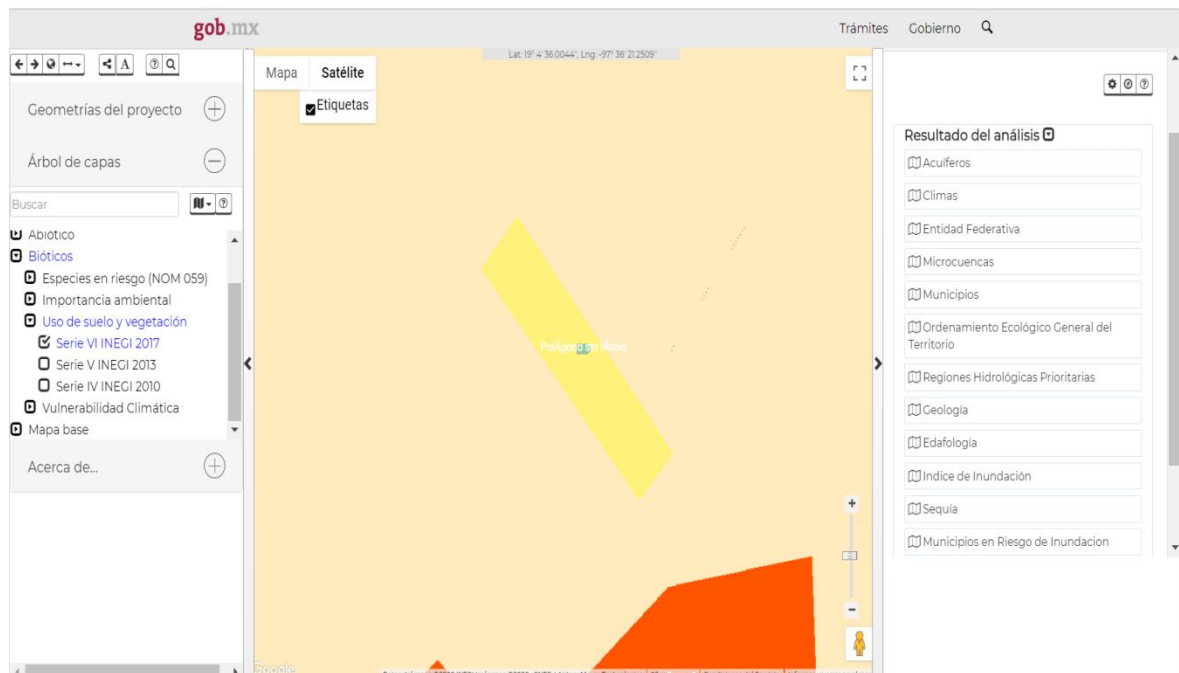 gob.mx
Trámites
Gobierno
Lat: 19° 4' 36.0044"; Lng: -97° 36' 21.2509"
A
Geometrías del proyecto
Árbol de capas
Buscar
Abiótico
Bióticos
Especies en riesgo (NOM 059)
Importancia ambiental
Uso de suelo y vegetación
Serie VI INEGI 2017
Serie V INEGI 2013
Serie IV INEGI 2010
Vulnerabilidad Climática
Mapa base
Acerca de...
Mapa
Satélite
Etiquetas
Google
Resultado del análisis
Acuíferos
Climas
Entidad Federativa
Microcuencas
Municipios
Ordenamiento Ecológico General del
Territorio
Regiones Hidrológicas Prioritarias
Geología
Edafología
Indice de Inundación
Sequía
Municipios en Riesgo de Inundacion